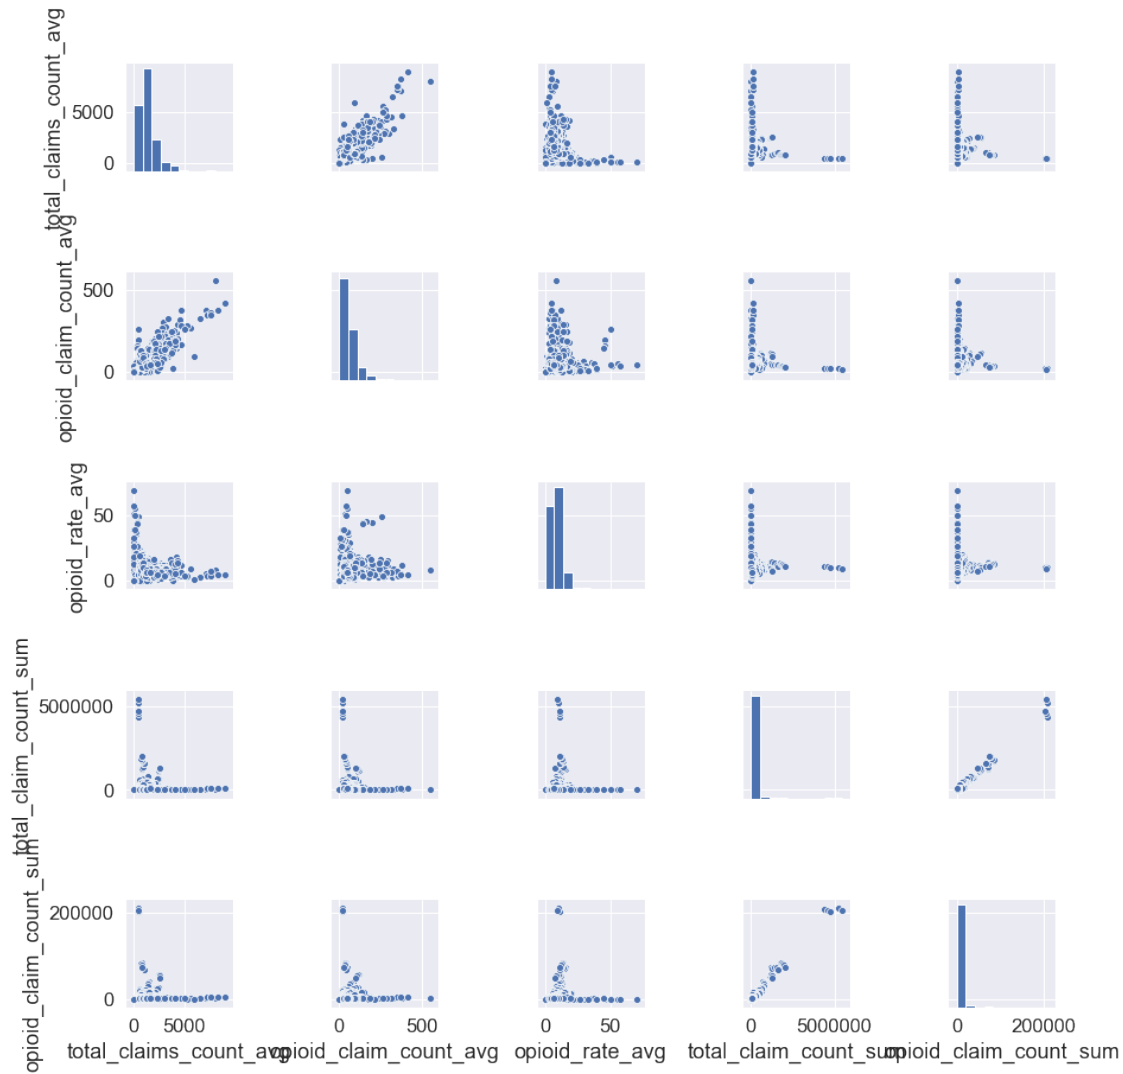 total_claims_count_avg
5000
0
opioid_claim_count_avg
500
0
opioid_rate_avg
50
0
total_claim_count_sum
5000000
0
opioid_claim_count_sum
200000
0
0 5000 0 500 0 50 0 5000000 0 200000
total_claims_count_avg opioid_claim_count_avg opioid_rate_avg total_claim_count_sum opioid_claim_count_sum